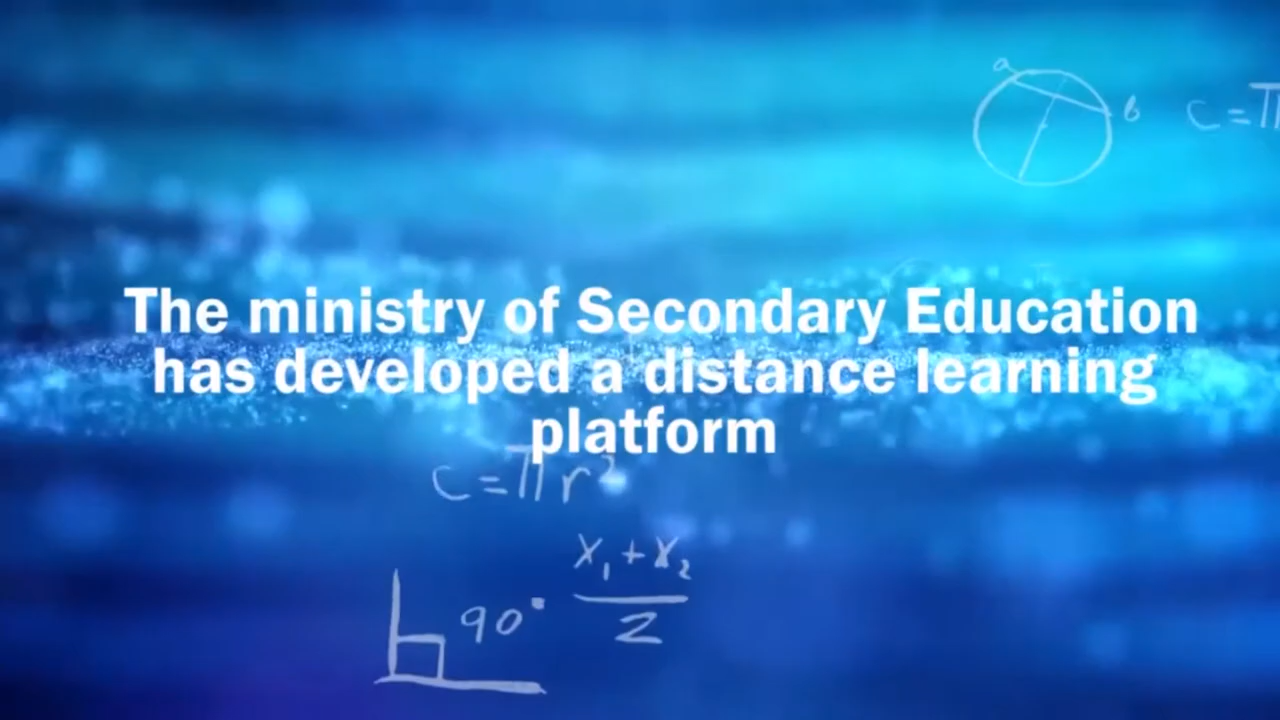 a
b C=π
The ministry of Secondary Education
has developed a distance learning
platform
C=πr²
X₁+X₂
90° 2